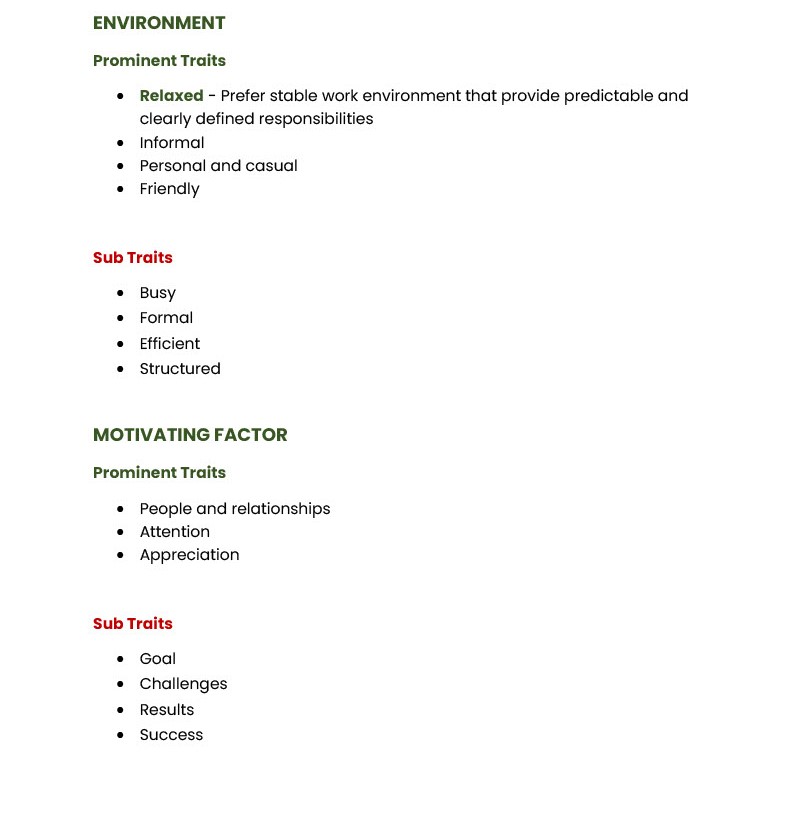 ENVIRONMENT
Prominent Traits
• Relaxed - Prefer stable work environment that provide predictable and
clearly defined responsibilities
• Informal
• Personal and casual
• Friendly
Sub Traits
• Busy
• Formal
• Efficient
• Structured
MOTIVATING FACTOR
Prominent Traits
• People and relationships
• Attention
• Appreciation
Sub Traits
• Goal
• Challenges
• Results
• Success